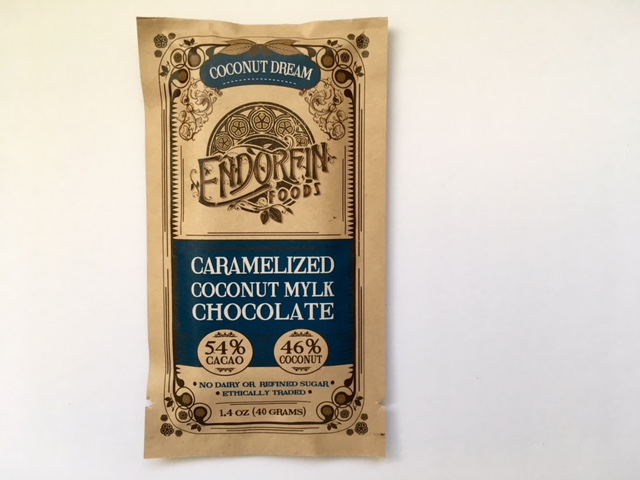 COCONUT DREAM
ENDORFIN
FOODS
CARAMELIZED
COCONUT MYLK
CHOCOLATE
54%
CACAO
46%
COCONUT
• NO DAIRY OR REFINED SUGAR •
• ETHICALLY TRADED •
1.4 OZ (40 GRAMS)